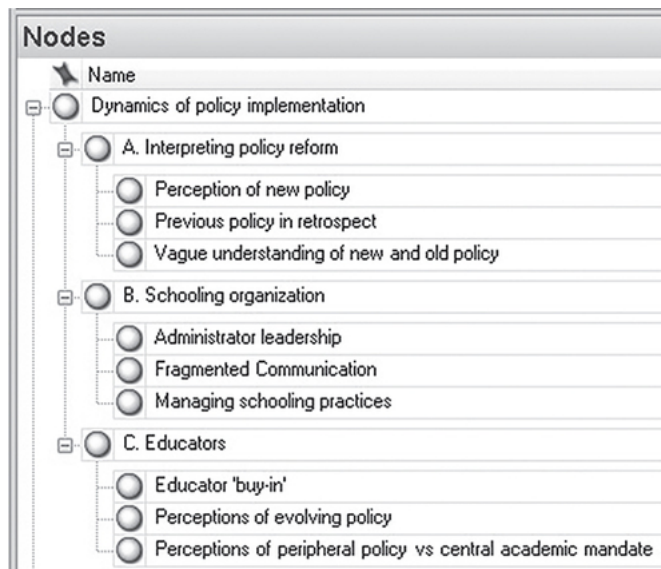 Nodes
Name
Dynamics of policy implementation
A. Interpreting policy reform
Perception of new policy
Previous policy in retrospect
Vague understanding of new and old policy
B. Schooling organization
Administrator leadership
Fragmented Communication
Managing schooling practices
C. Educators
Educator 'buy-in'
Perceptions of evolving policy
Perceptions of peripheral policy vs central academic mandate